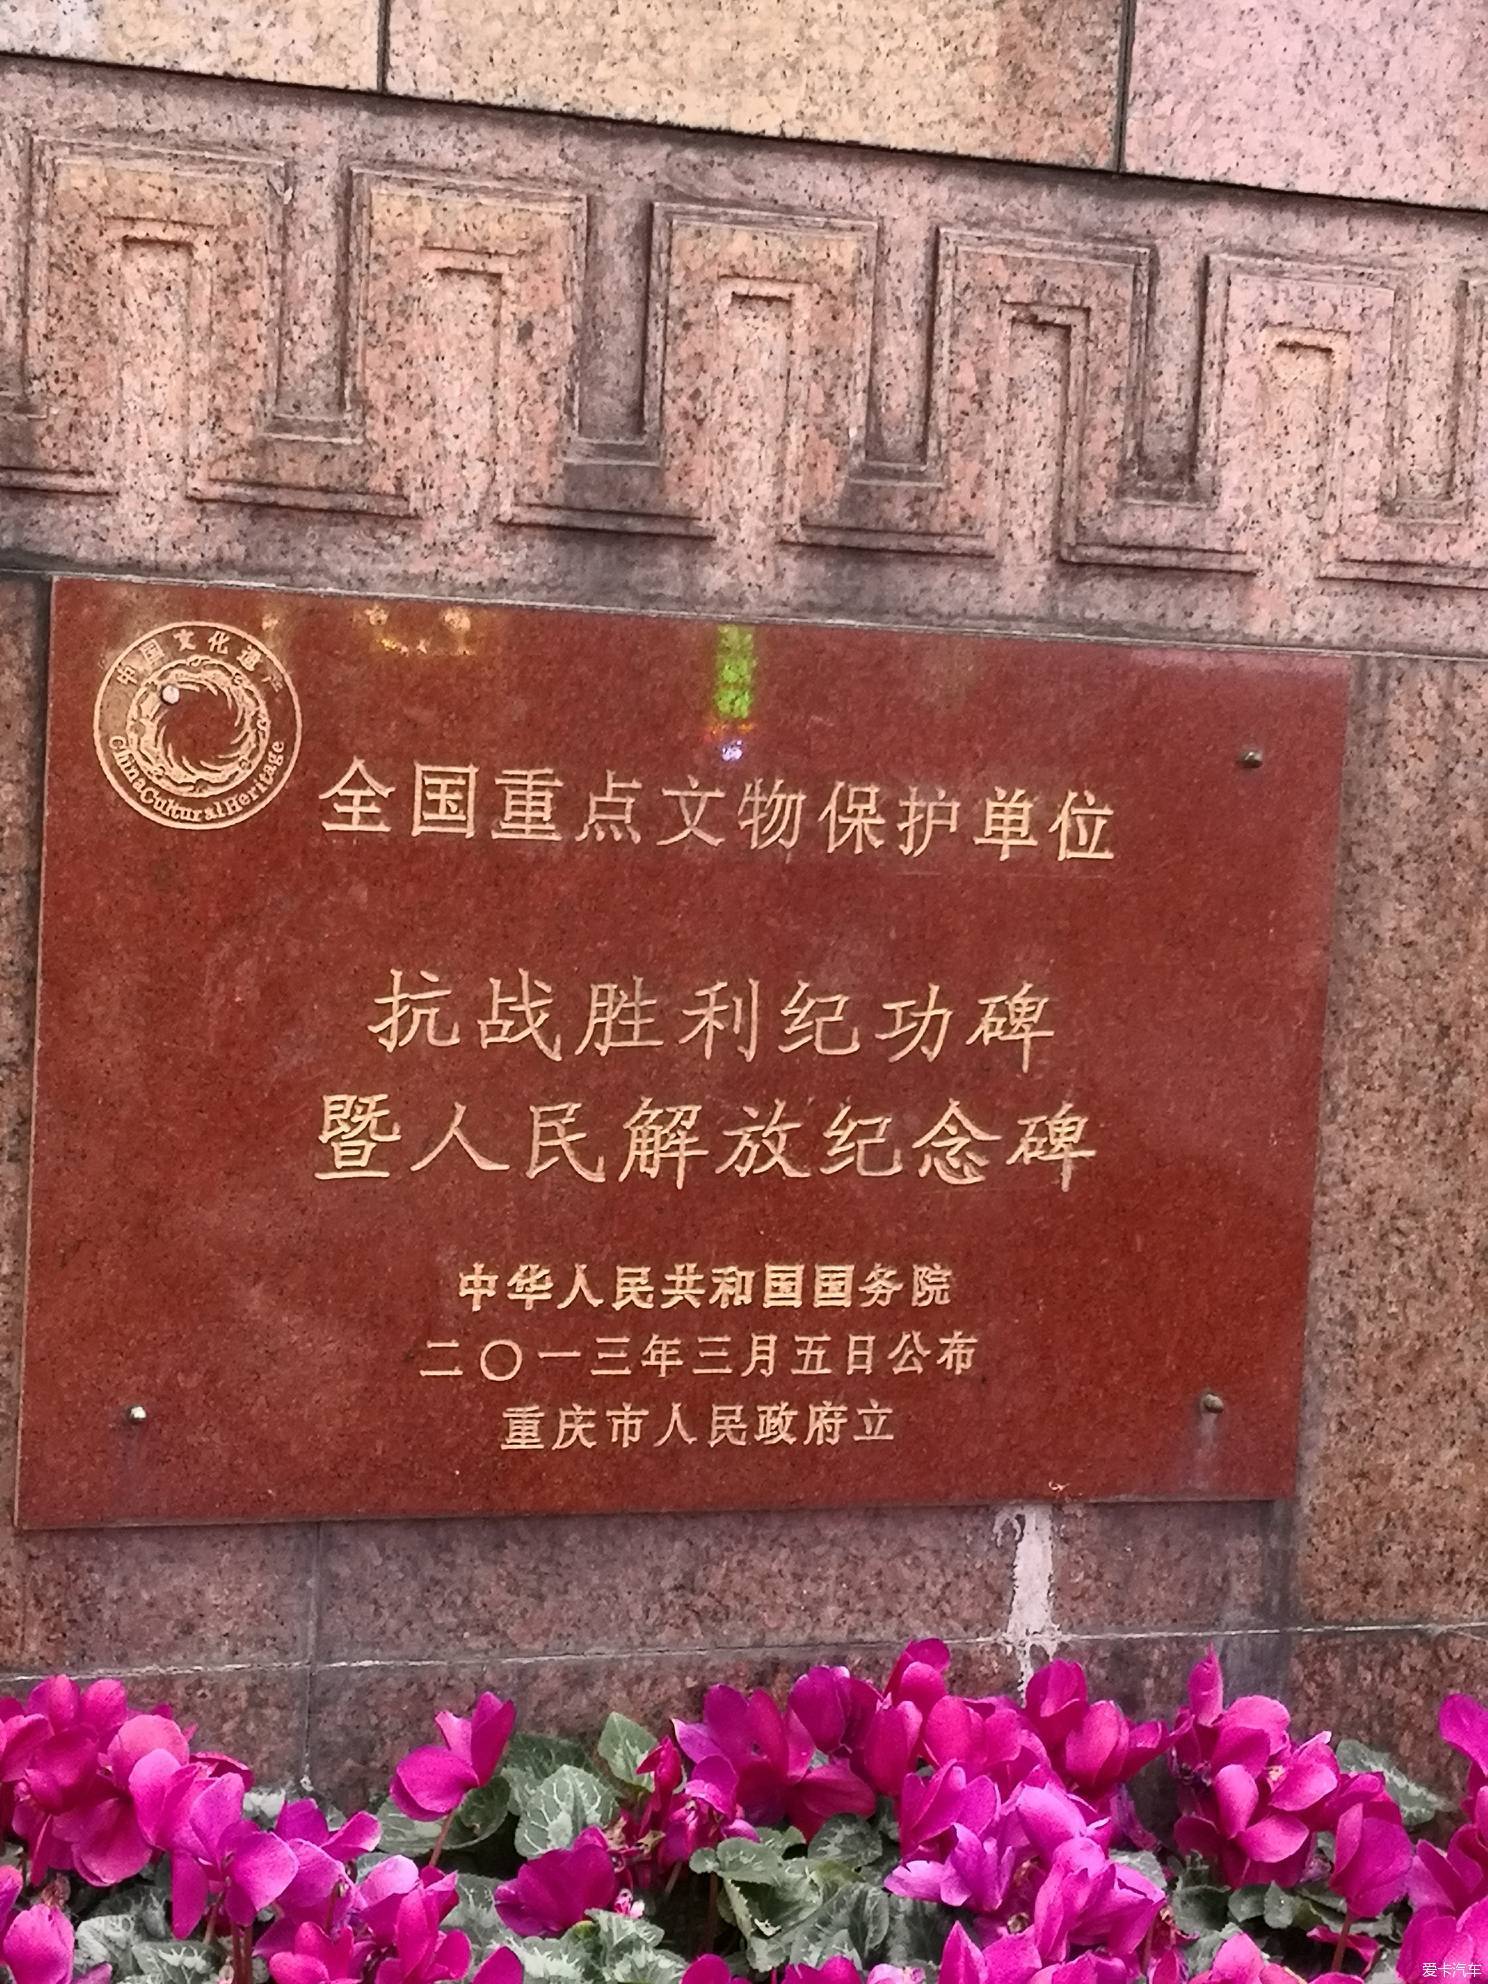 中国文化遗产
ChinaCulturalHeritage
全国重点文物保护单位
抗战胜利纪功碑
暨人民解放纪念碑
中华人民共和国国务院
二〇一三年三月五日公布
重庆市人民政府立
爱卡汽车